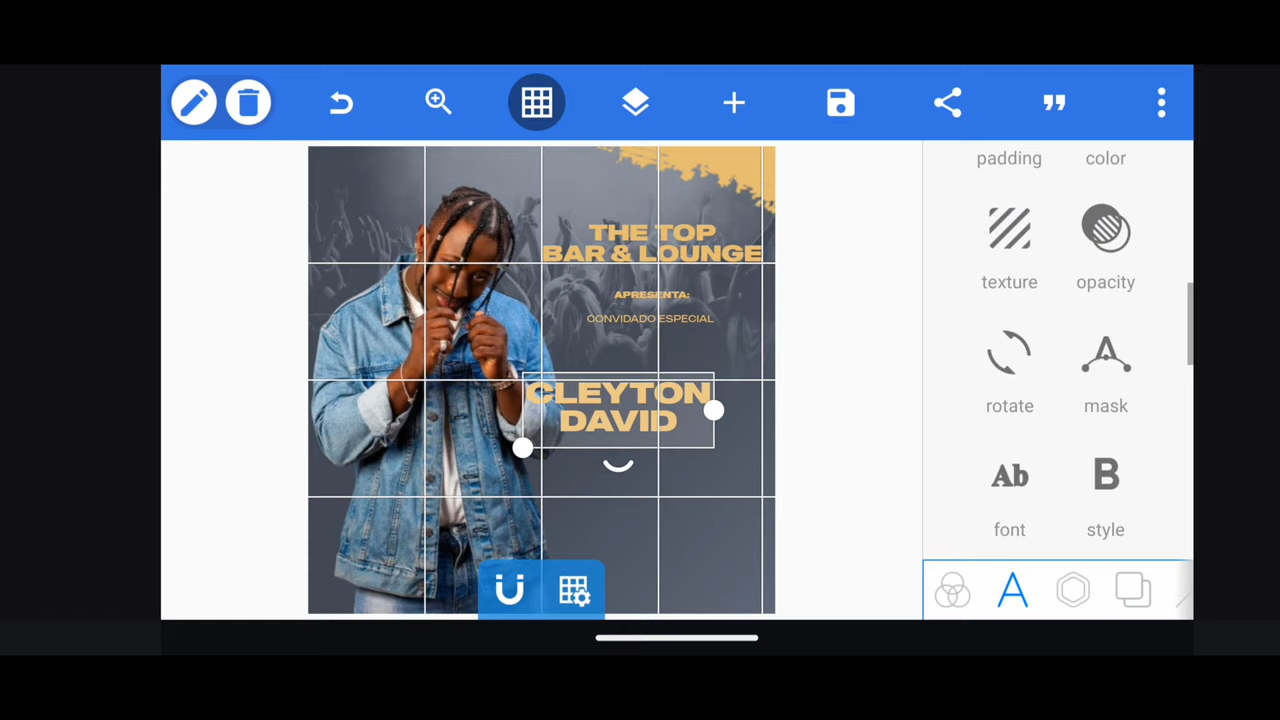 padding color
THE TOP
BAR & LOUNGE
texture opacity
APRESENTA:
CONVIDADO ESPECIAL
CLEYTON
DAVID
rotate mask
Ab B
font style